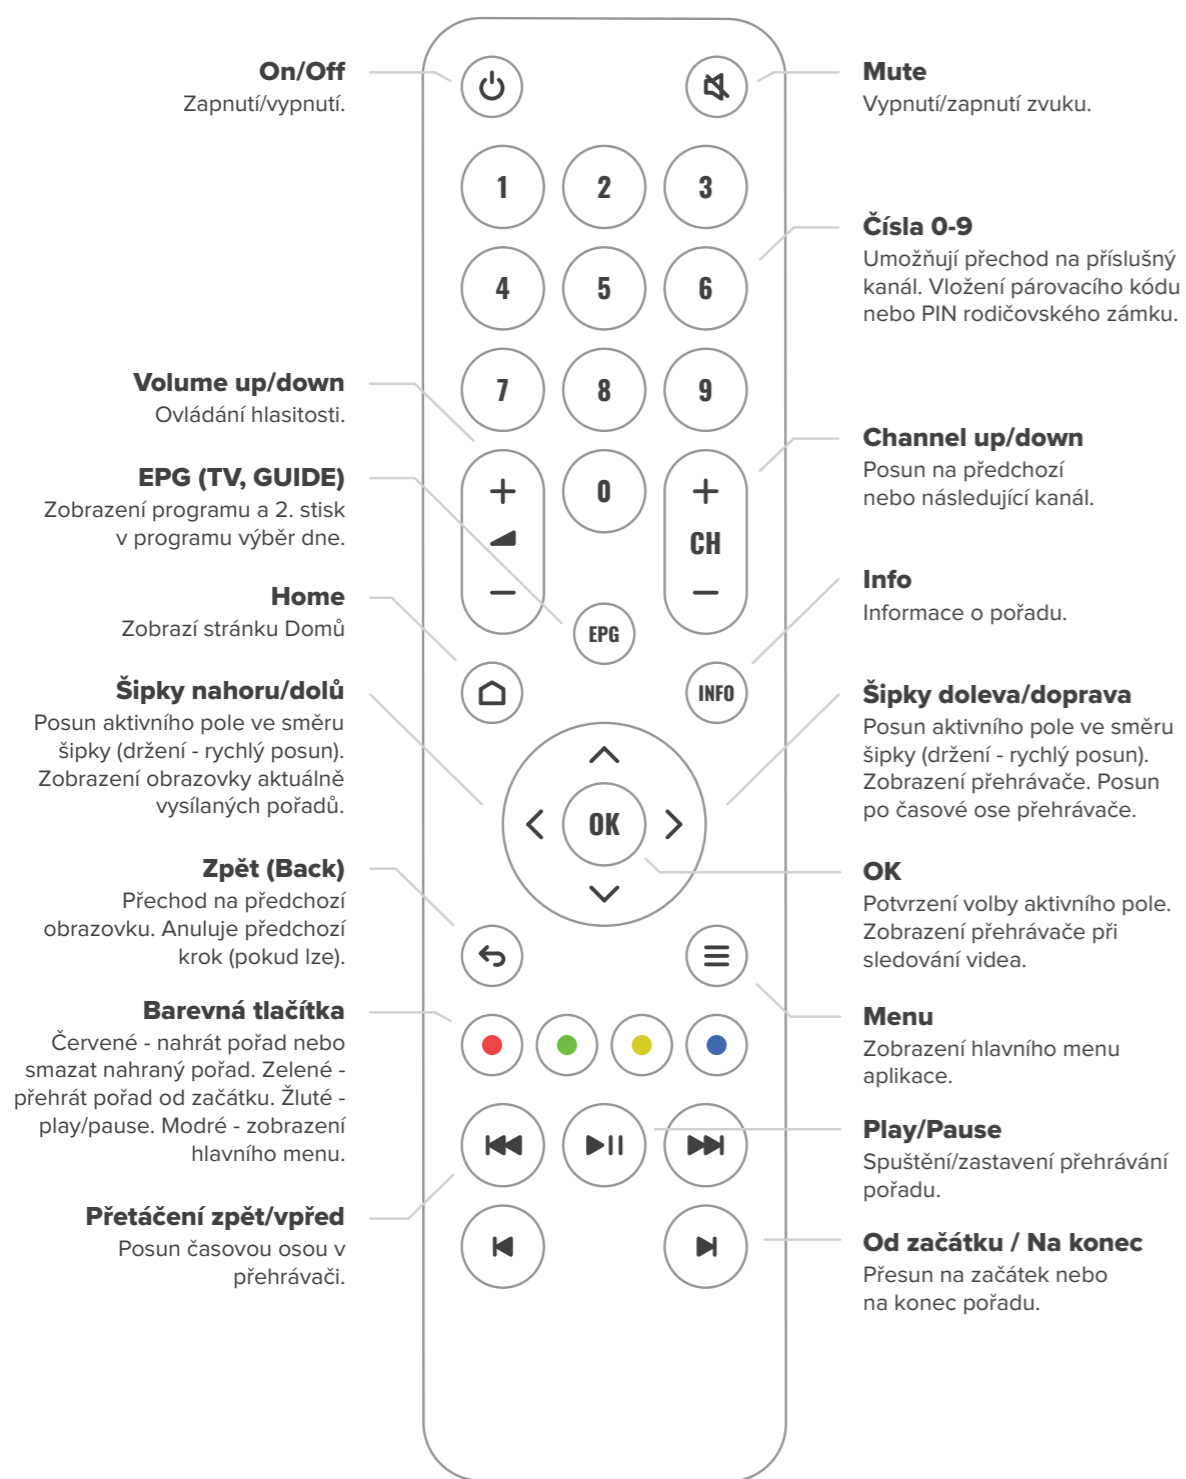 On/Off
Zapnutí/vypnutí.
Mute
Vypnutí/zapnutí zvuku.
1 2 3
Čísla 0-9
Umožňují přechod na příslušný
kanál. Vložení párovacího kódu
nebo PIN rodičovského zámku.
4 5 6
Volume up/down
Ovládání hlasitosti.
7 8 9
Channel up/down
Posun na předchozí
nebo následující kanál.
EPG (TV, GUIDE)
Zobrazení programu a 2. stisk
v programu výběr dne.
+ 0 +
CH
− −
Home
Zobrazí stránku Domů
EPG
Info
Informace o pořadu.
INFO
Šipky nahoru/dolů
Posun aktivního pole ve směru
šipky (držení - rychlý posun).
Zobrazení obrazovky aktuálně
vysílaných pořadů.
Šipky doleva/doprava
Posun aktivního pole ve směru
šipky (držení - rychlý posun).
Zobrazení přehrávače. Posun
po časové ose přehrávače.
OK
Zpět (Back)
Přechod na předchozí
obrazovku. Anuluje předchozí
krok (pokud lze).
OK
Potvrzení volby aktivního pole.
Zobrazení přehrávače při
sledování videa.
Barevná tlačítka
Červené - nahrát pořad nebo
smazat nahraný pořad. Zelené -
přehrát pořad od začátku. Žluté -
play/pause. Modré - zobrazení
hlavního menu.
Menu
Zobrazení hlavního menu
aplikace.
Play/Pause
Spuštění/zastavení přehrávání
pořadu.
Přetáčení zpět/vpřed
Posun časovou osou v
přehrávači.
Od začátku / Na konec
Přesun na začátek nebo
na konec pořadu.